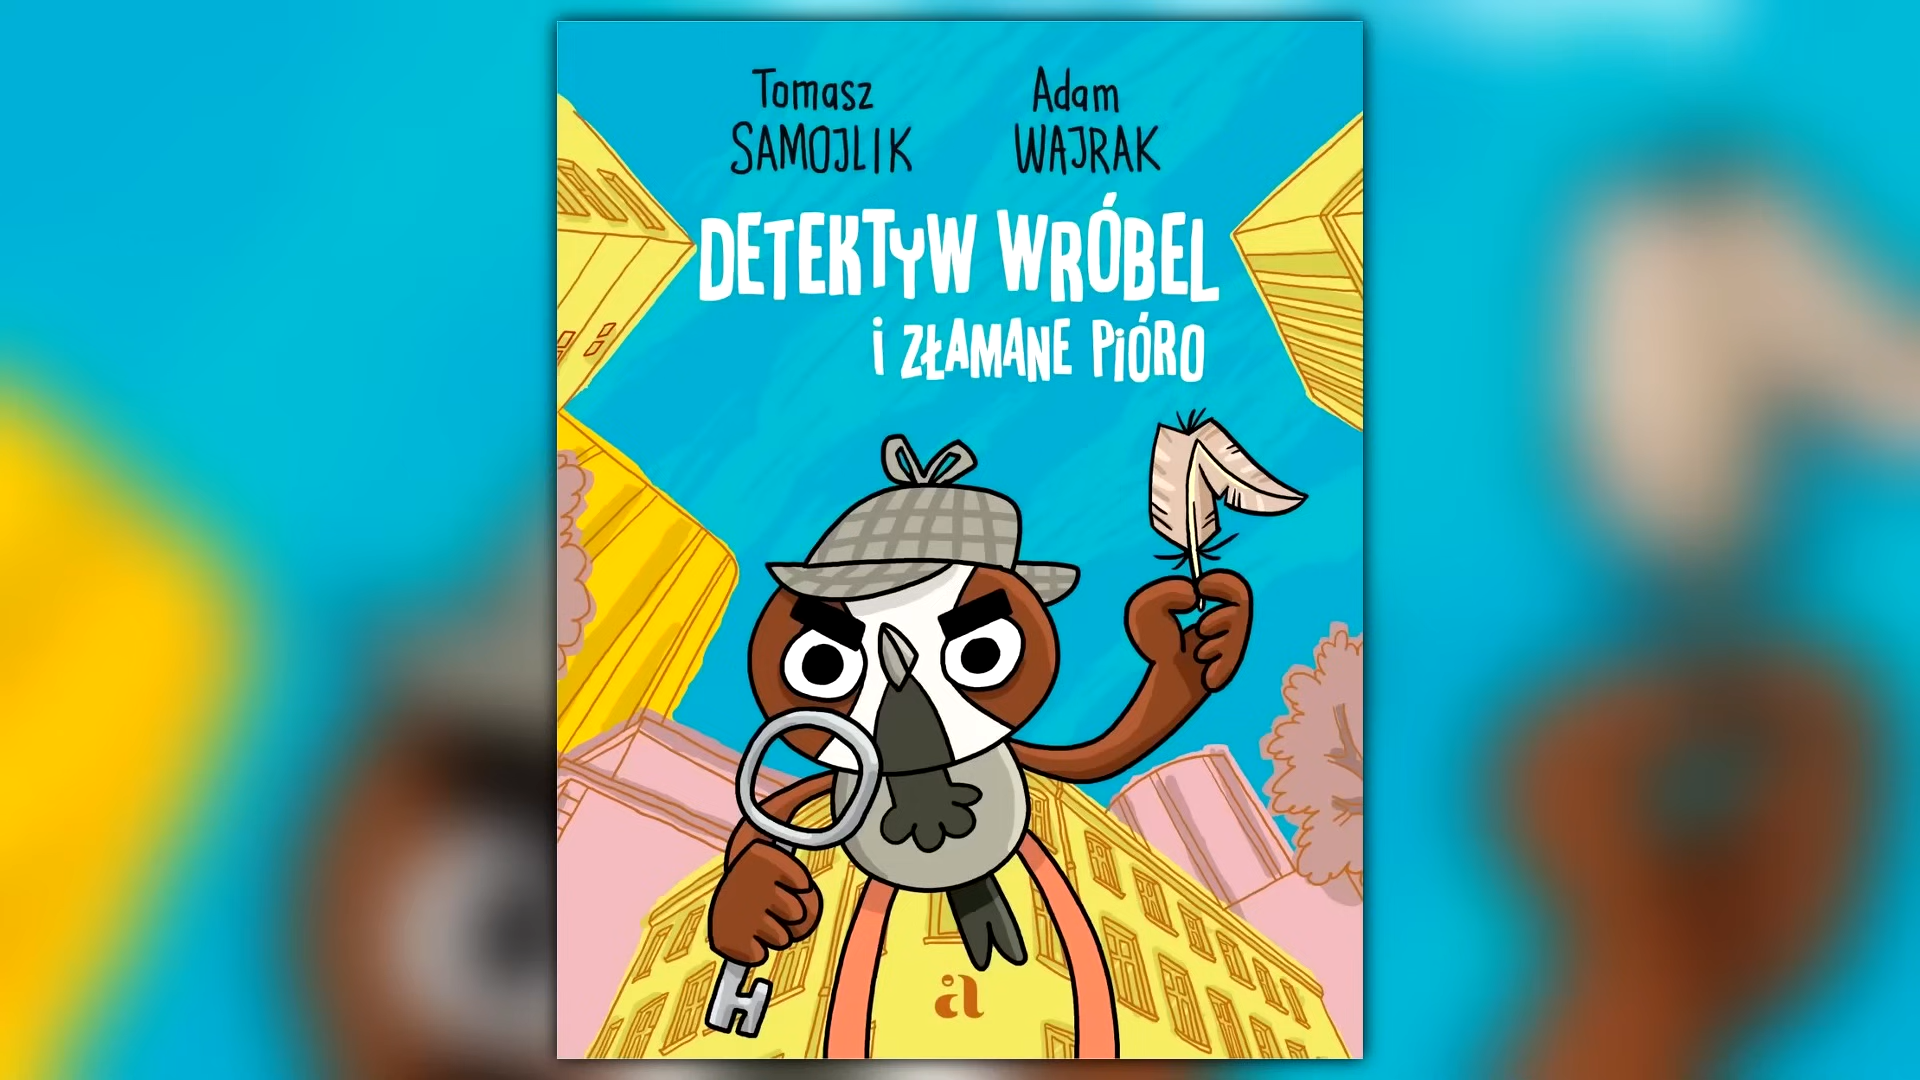 Tomasz
SAMOJLIK
Adam
WAJRAK
DETEKTYW WRÓBEL
i ZŁAMANE PIÓRO